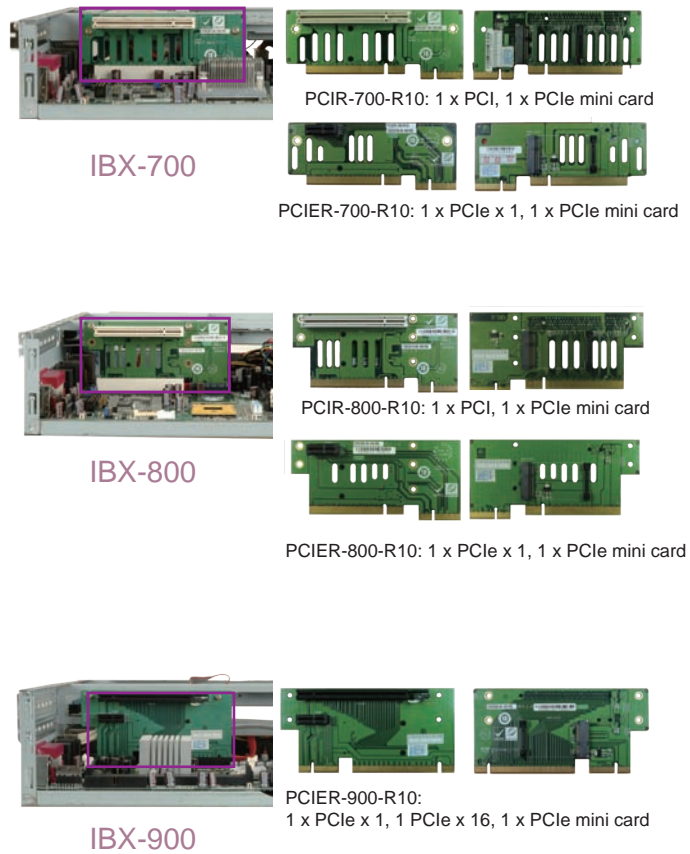 PCIR-700-R10: 1 x PCI, 1 x PCIe mini card
IBX-700
PCIER-700-R10: 1 x PCIe x 1, 1 x PCIe mini card
PCIR-800-R10: 1 x PCI, 1 x PCIe mini card
IBX-800
PCIER-800-R10: 1 x PCIe x 1, 1 x PCIe mini card
PCIER-900-R10:
1 x PCIe x 1, 1 PCIe x 16, 1 x PCIe mini card
IBX-900